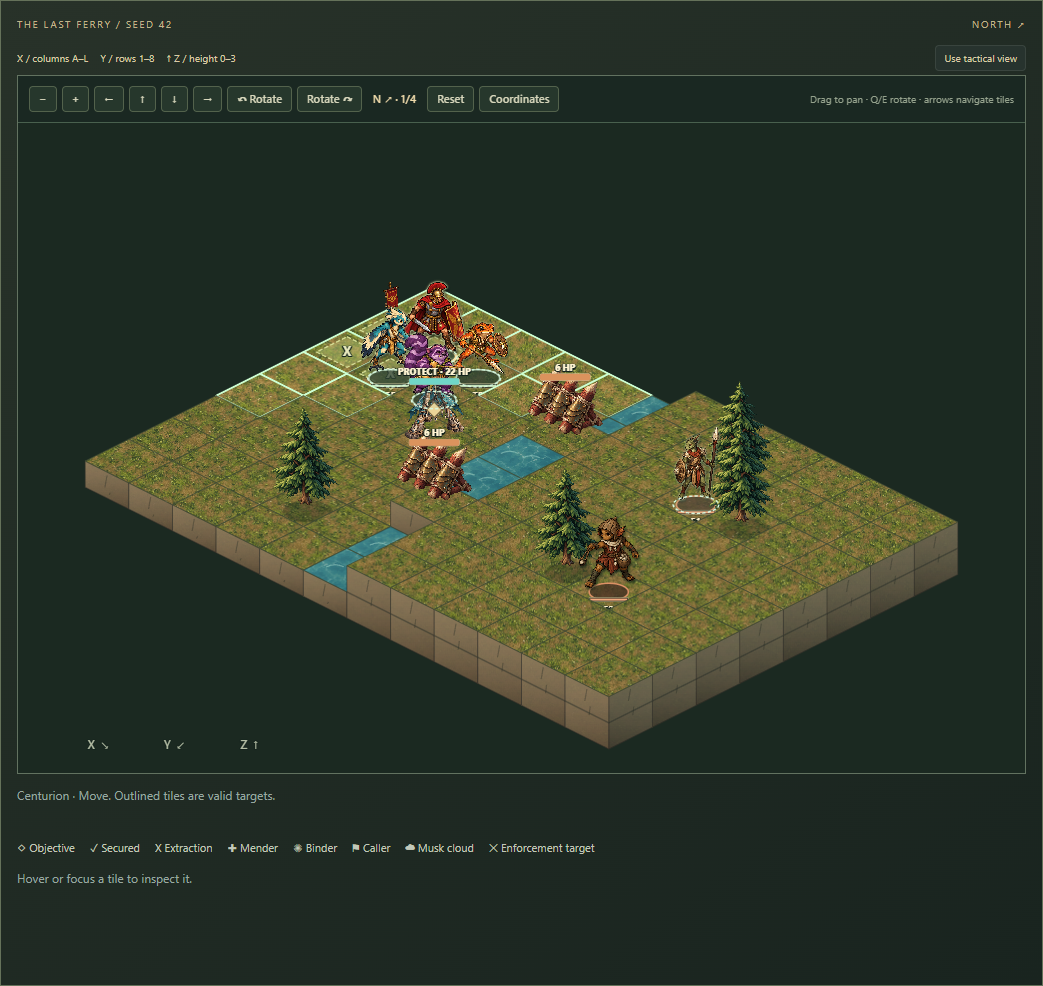 THE LAST FERRY / SEED 42
NORTH ↗
X / columns A–L Y / rows 1–8 ↑ Z / height 0–3
Use tactical view
− + ← ↑ ↓ → ↶ Rotate Rotate ↷ N ↗ · 1/4 Reset Coordinates
Drag to pan · Q/E rotate · arrows navigate tiles
X
PROTECT · 22 HP
6 HP
6 HP
X ↘ Y ↙ Z ↑
Centurion · Move. Outlined tiles are valid targets.
◇ Objective ✓ Secured X Extraction ✚ Mender ❋ Binder ⚑ Caller ☁ Musk cloud ✕ Enforcement target
Hover or focus a tile to inspect it.